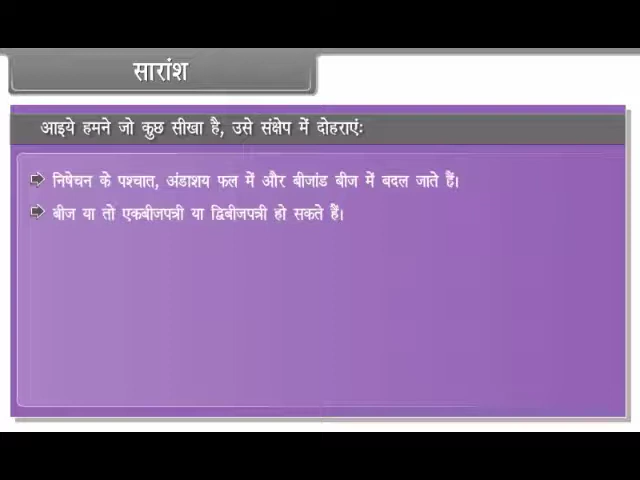 सारांश
आइये हमने जो कुछ सीखा है, उसे संक्षेप में दोहराएं:
निषेचन के पश्चात, अंडाशय फल में और बीजांड बीज में बदल जाते हैं।
बीज या तो एकबीजपत्री या द्विबीजपत्री हो सकते हैं।